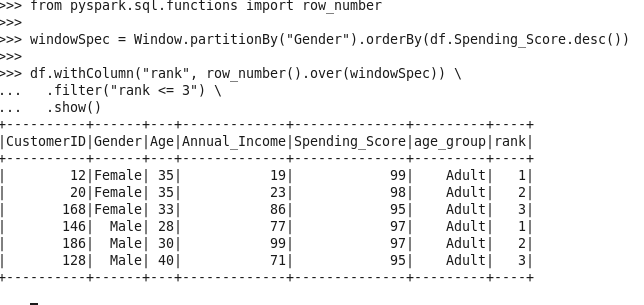 >>> from pyspark.sql.functions import row_number
>>>
>>> windowSpec = Window.partitionBy("Gender").orderBy(df.Spending_Score.desc())
>>>
>>> df.withColumn("rank", row_number().over(windowSpec)) \
...   .filter("rank <= 3") \
...   .show()
+----------+------+---+-------------+--------------+---------+----+
|CustomerID|Gender|Age|Annual_Income|Spending_Score|age_group|rank|
+----------+------+---+-------------+--------------+---------+----+
|        12|Female| 35|           19|            99|    Adult|   1|
|        20|Female| 35|           23|            98|    Adult|   2|
|       168|Female| 33|           86|            95|    Adult|   3|
|       146|  Male| 28|           77|            97|    Adult|   1|
|       186|  Male| 30|           99|            97|    Adult|   2|
|       128|  Male| 40|           71|            95|    Adult|   3|
+----------+------+---+-------------+--------------+---------+----+